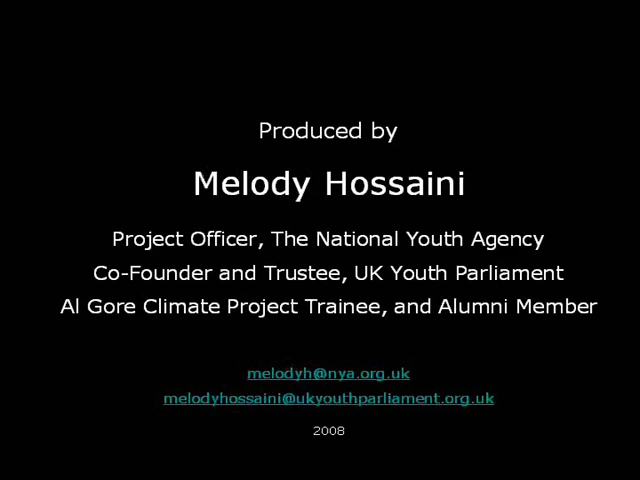 Produced by
Melody Hossaini
Project Officer, The National Youth Agency
Co-Founder and Trustee, UK Youth Parliament
Al Gore Climate Project Trainee, and Alumni Member
melodyh@nya.org.uk
melodyhossaini@ukyouthparliament.org.uk
2008